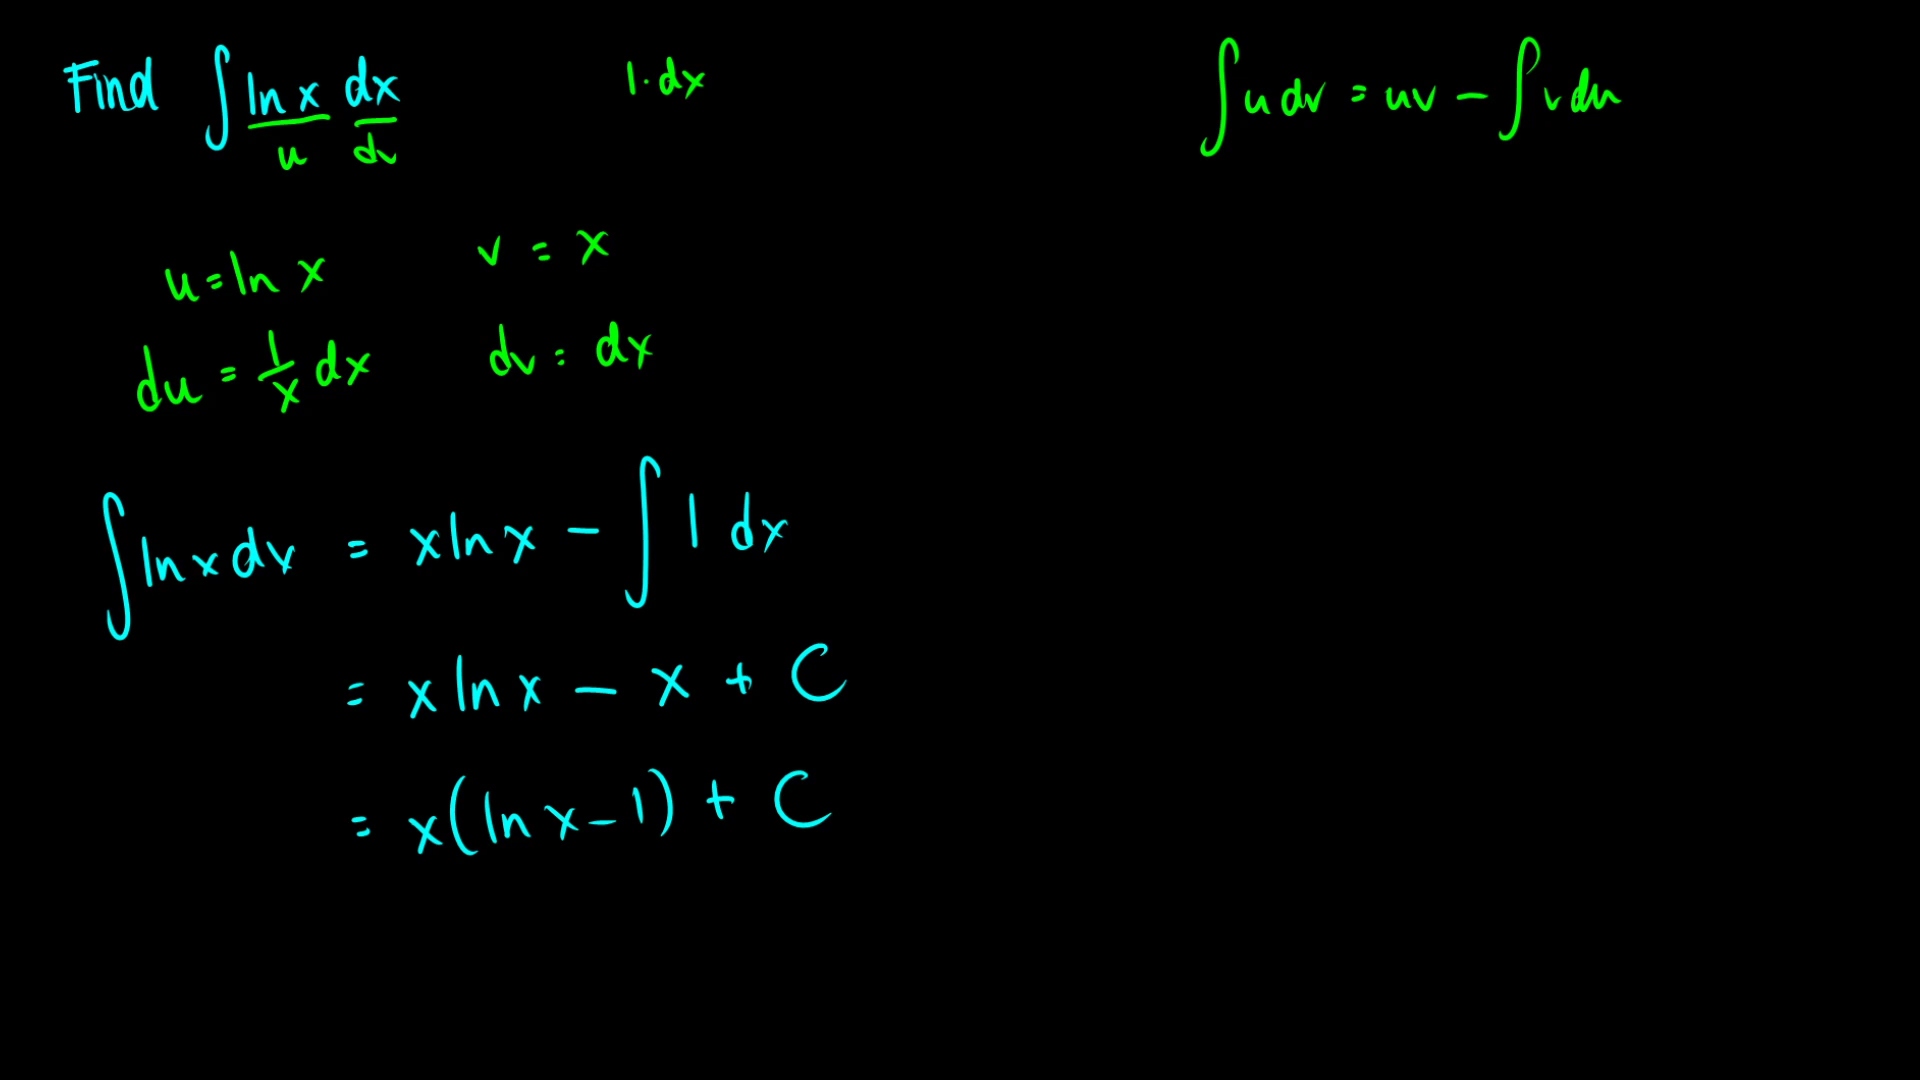 Find ∫ ln x dx
u dv
1·dx
∫ u dv = uv − ∫ v du
u = ln x v = x
du = 1/x dx dv = dx
∫ ln x dx = x ln x − ∫ 1 dx
= x ln x − x + C
= x(ln x − 1) + C